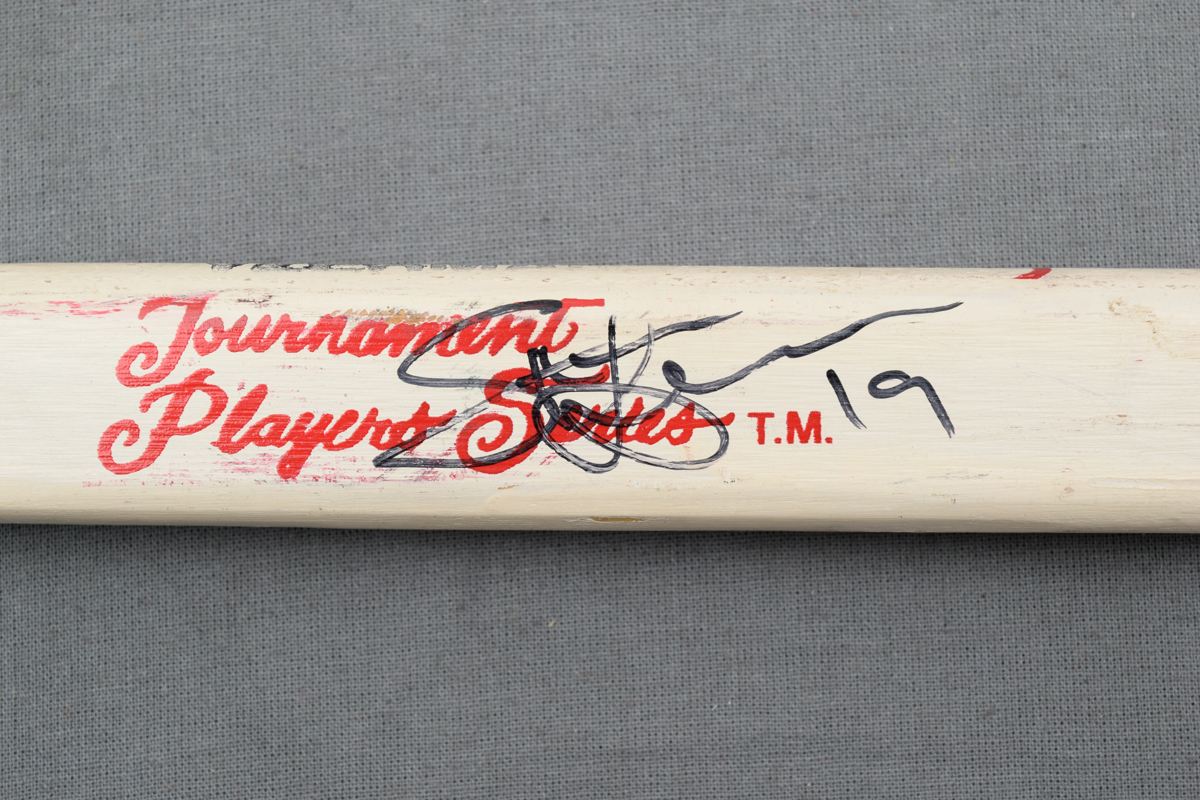 Tournament
Players Series T.M.
19